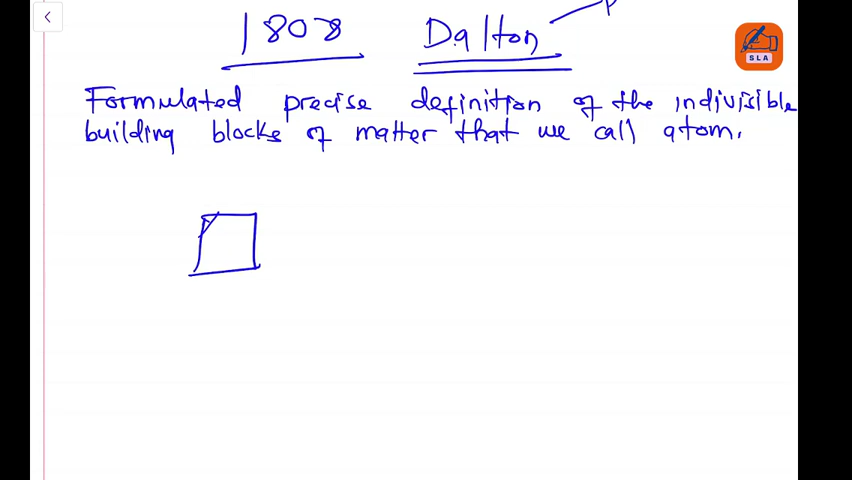 1808 Dalton
SLA
Formulated precise definition of the indivisible
building blocks of matter that we call atom.